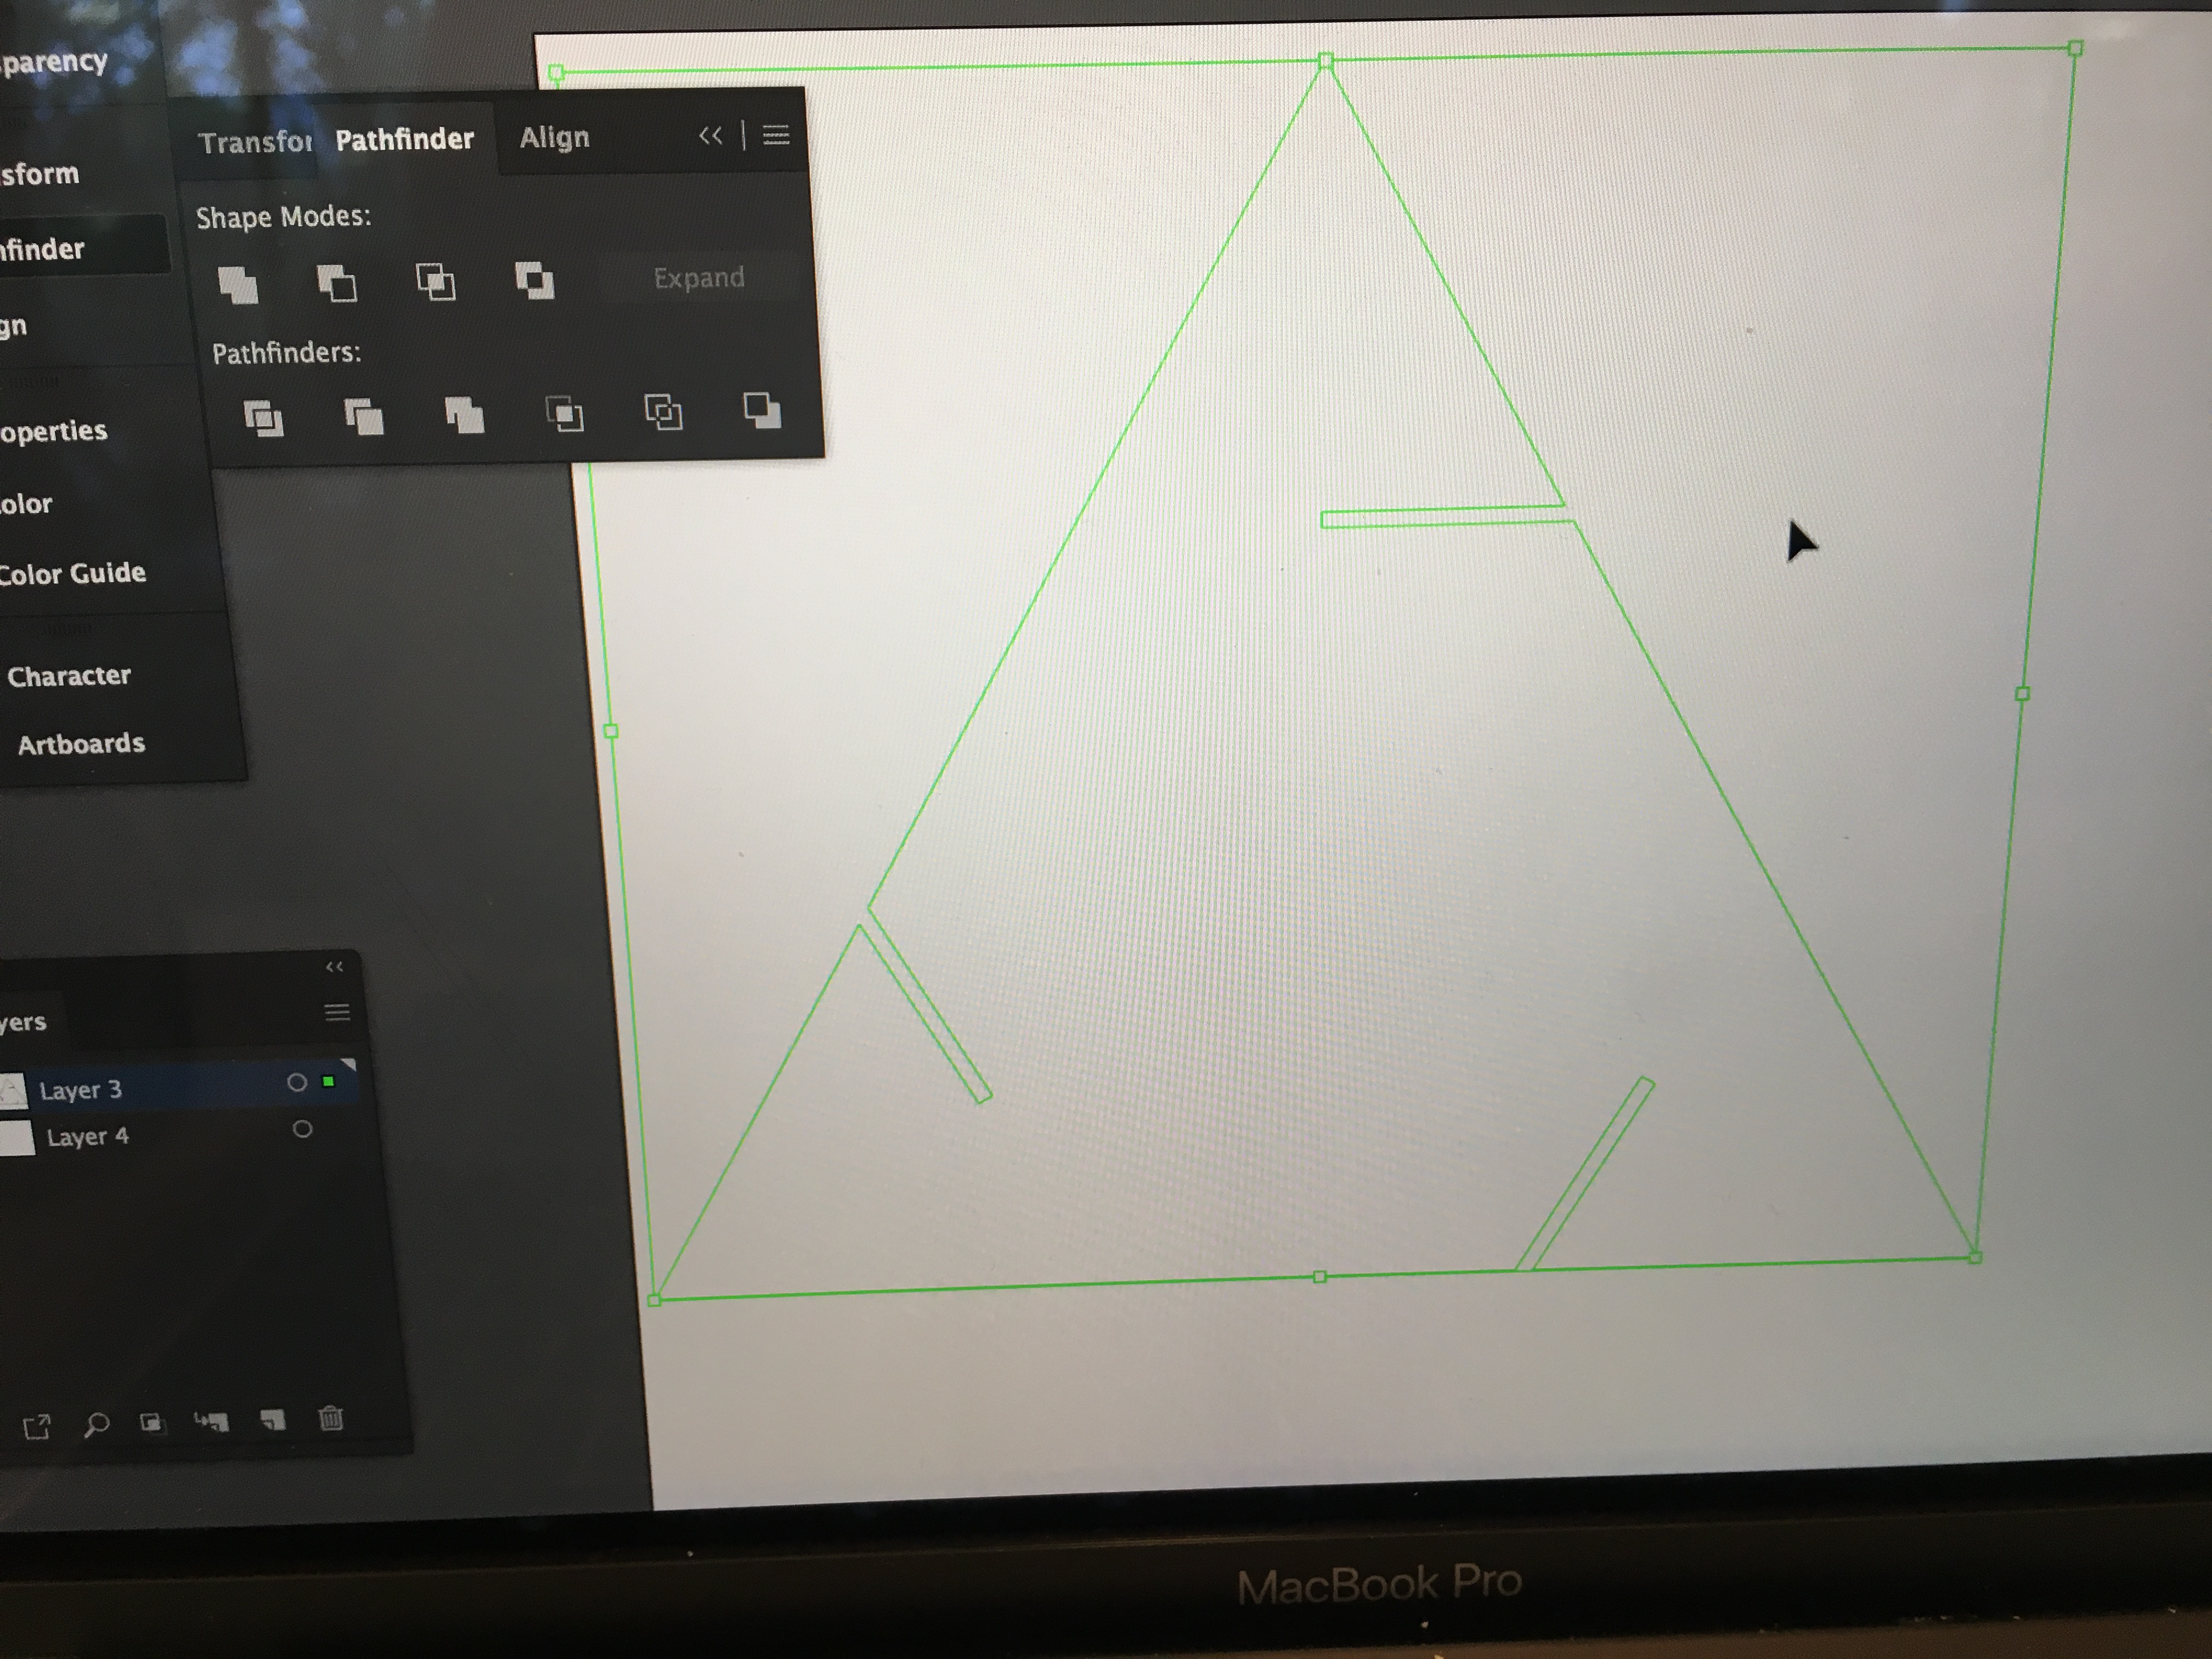 sparency
sform
finder
gn
operties
olor
Color Guide
Character
Artboards
Transfor
Pathfinder
Align
Shape Modes:
Expand
Pathfinders:
yers
Layer 3
Layer 4
MacBook Pro